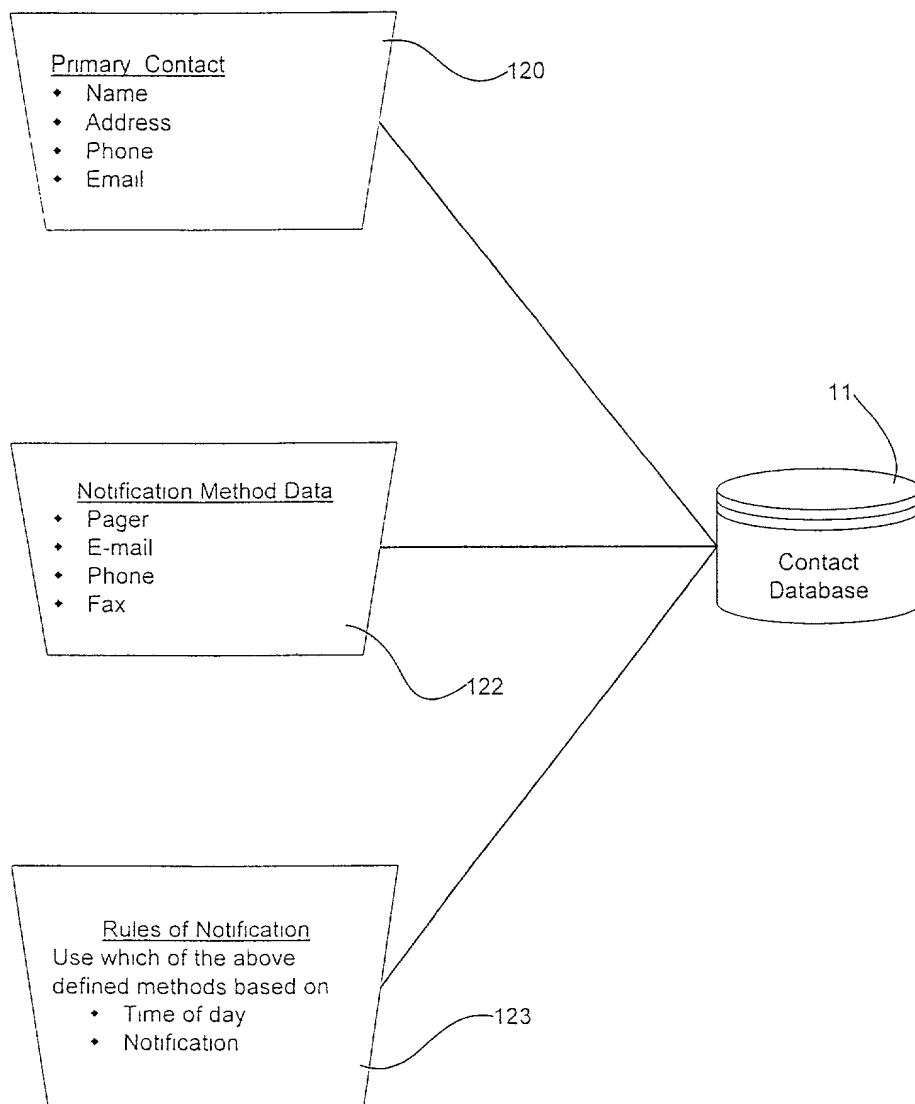 Primary Contact
◆ Name
◆ Address
◆ Phone
◆ Email
120
Notification Method Data
◆ Pager
◆ E-mail
◆ Phone
◆ Fax
122
11
Contact
Database
Rules of Notification
Use which of the above
defined methods based on
◆ Time of day
◆ Notification
123